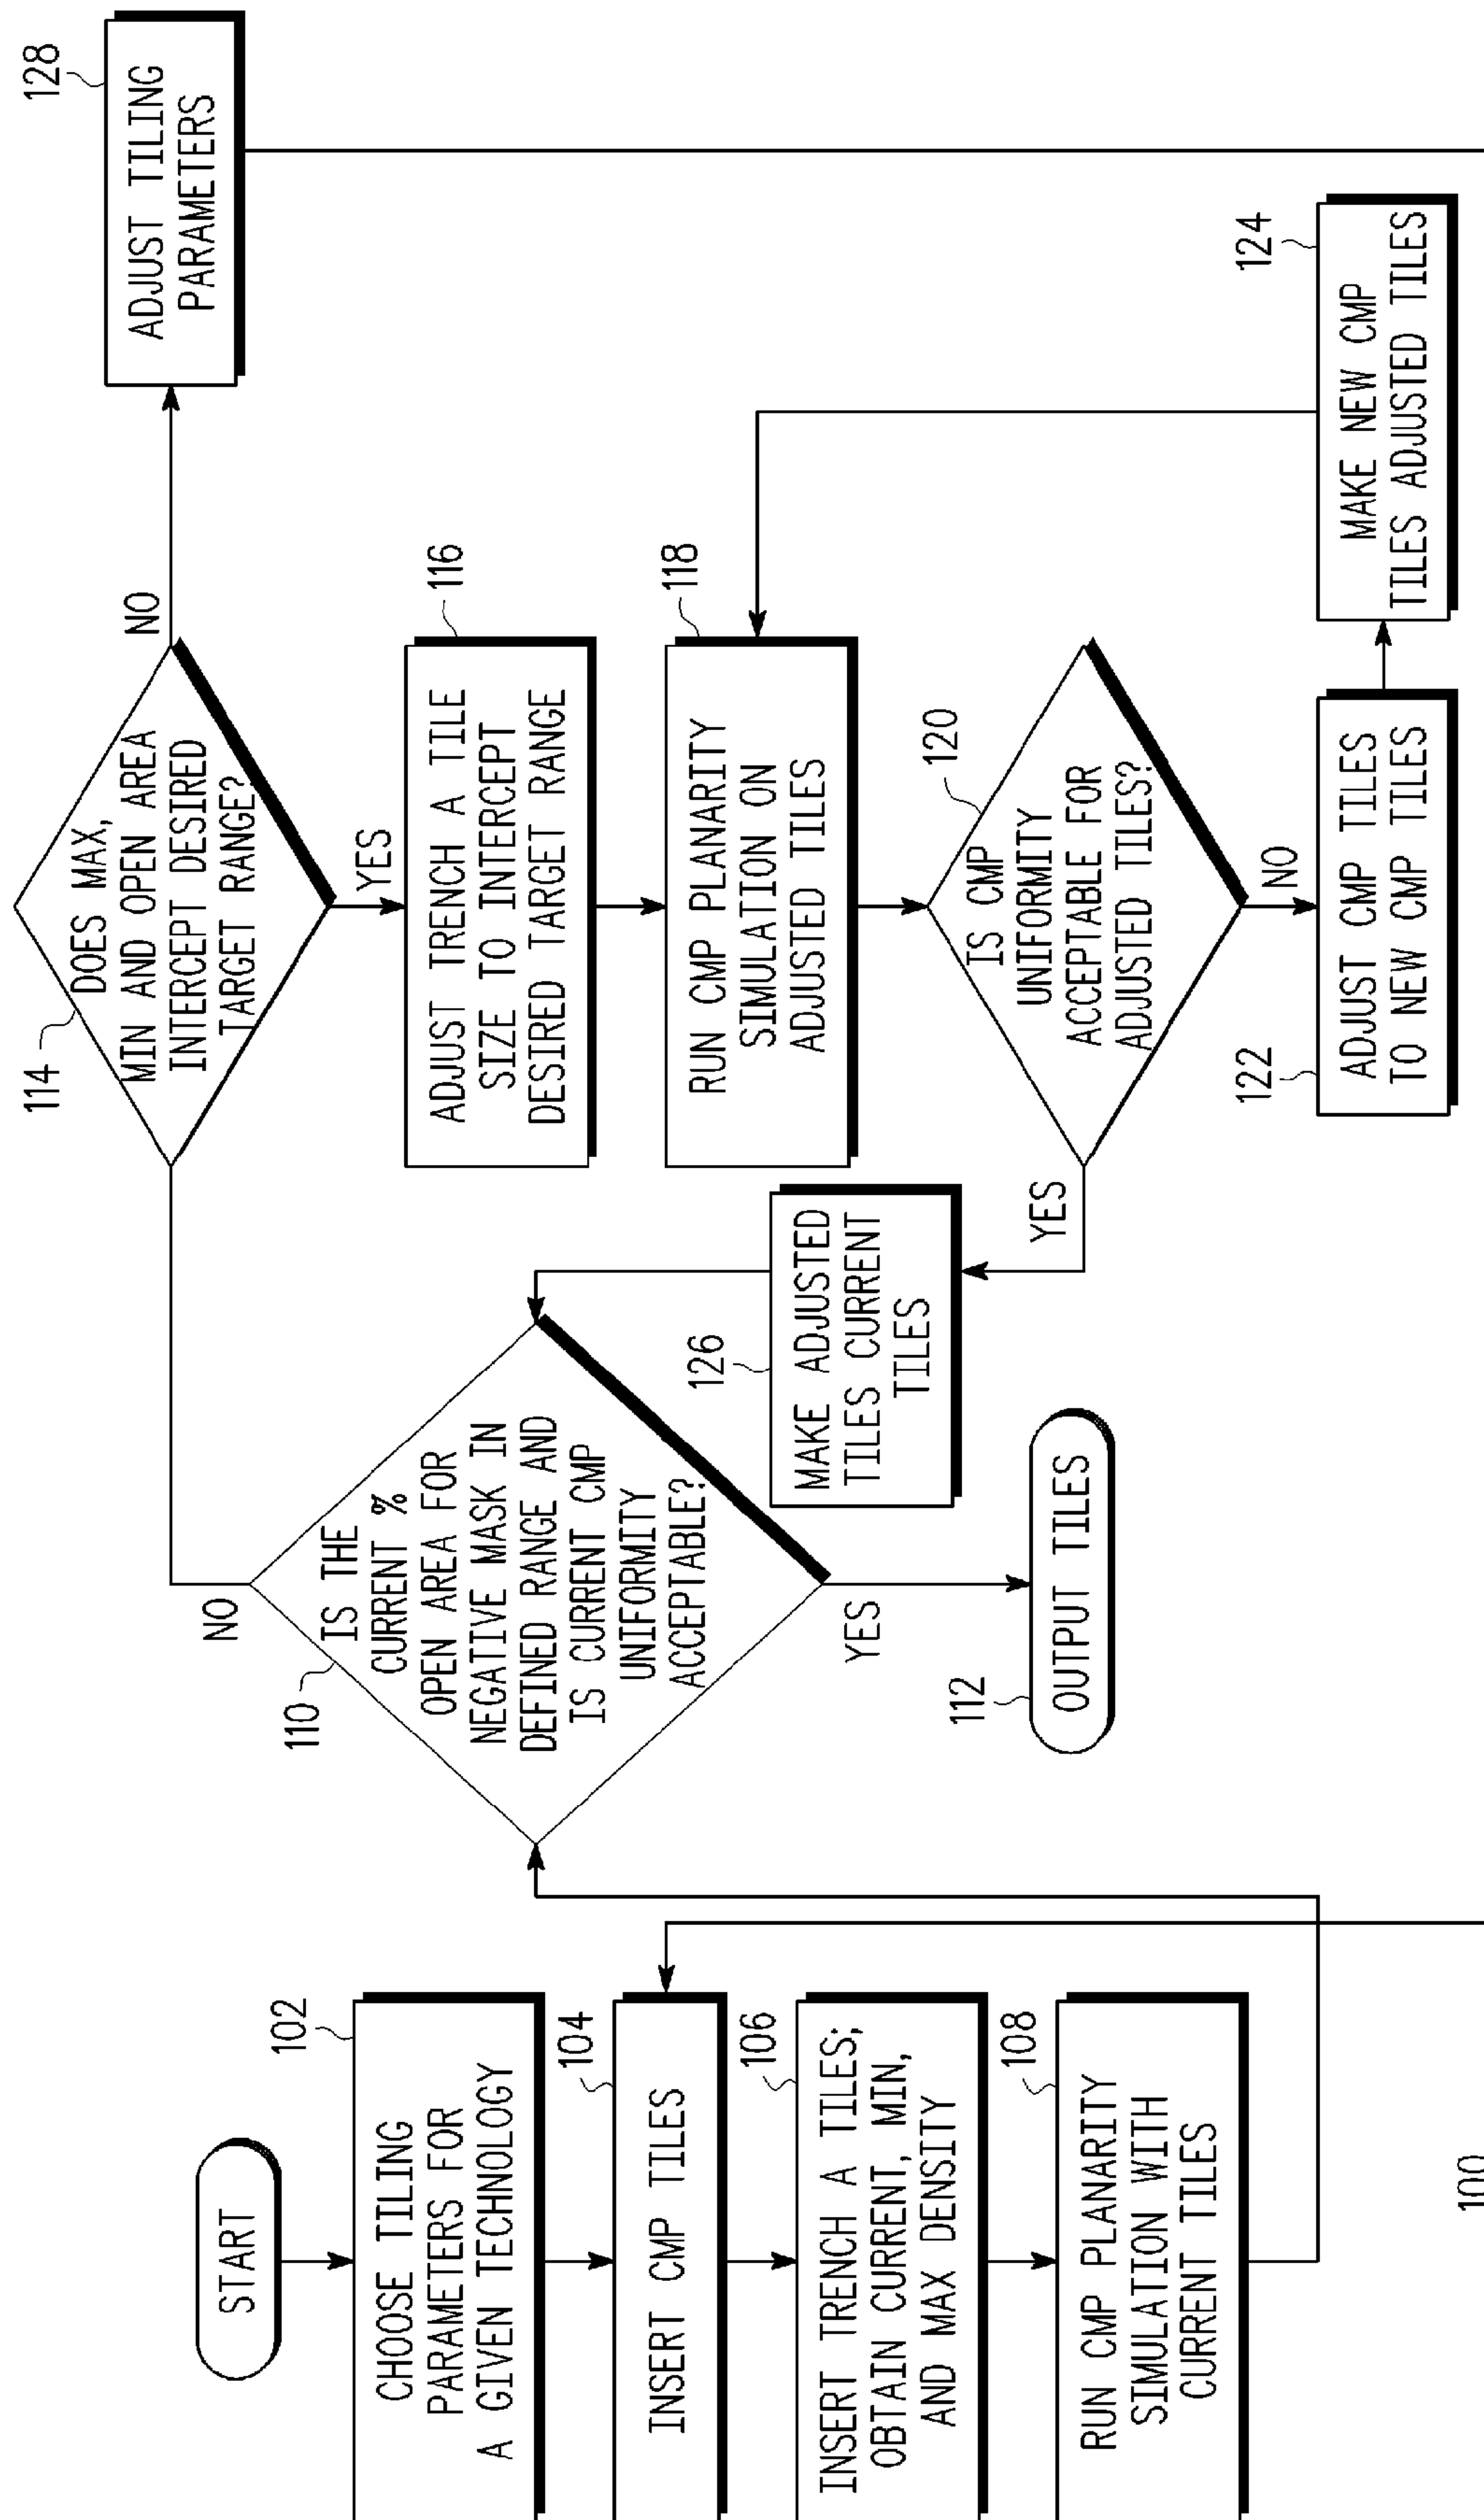 START
102
CHOOSE TILING
PARAMETERS FOR
A GIVEN TECHNOLOGY
104
INSERT CMP TILES
106
INSERT TRENCH A TILES;
OBTAIN CURRENT, MIN,
AND MAX DENSITY
108
RUN CMP PLANARITY
SIMULATION WITH
CURRENT TILES
100
110
NO
IS THE
CURRENT %
OPEN AREA FOR
NEGATIVE MASK IN
DEFINED RANGE AND
IS CURRENT CMP
UNIFORMITY
ACCEPTABLE?
YES
112
OUTPUT TILES
126
MAKE ADJUSTED
TILES CURRENT
TILES
114
DOES MAX,
MIN AND OPEN AREA
INTERCEPT DESIRED
TARGET RANGE?
NO
YES
116
ADJUST TRENCH A TILE
SIZE TO INTERCEPT
DESIRED TARGET RANGE
118
RUN CMP PLANARITY
SIMULATION ON
ADJUSTED TILES
120
IS CMP
UNIFORMITY
ACCEPTABLE FOR
ADJUSTED TILES?
YES
NO
122
ADJUST CMP TILES
TO NEW CMP TILES
124
MAKE NEW CMP
TILES ADJUSTED TILES
128
ADJUST TILING
PARAMETERS